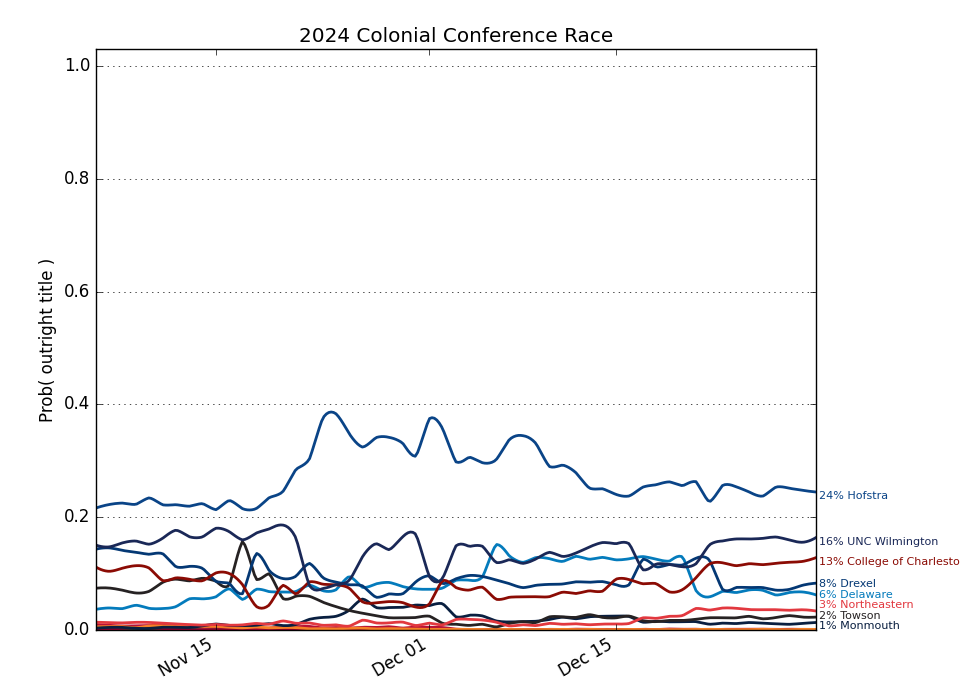 2024 Colonial Conference Race
Prob( outright title )
1.0
0.8
0.6
0.4
0.2
0.0
Nov 15
Dec 01
Dec 15
24% Hofstra
16% UNC Wilmington
13% College of Charlesto
8% Drexel
6% Delaware
3% Northeastern
2% Towson
1% Monmouth